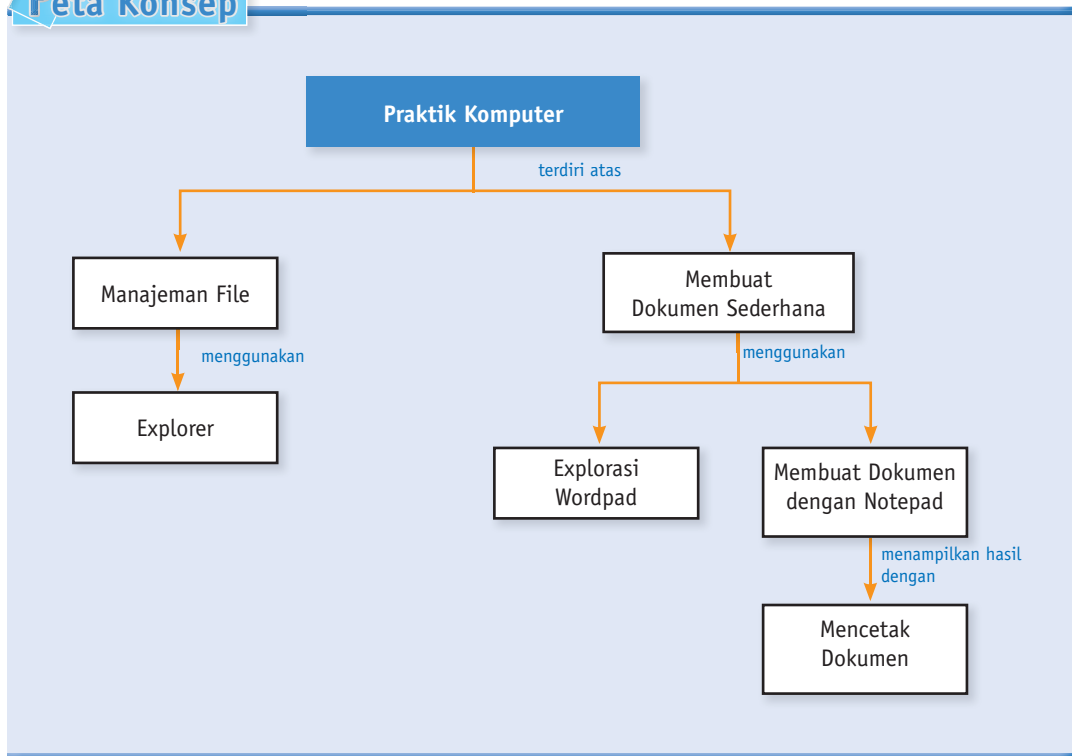 Peta Konsep
Praktik Komputer
terdiri atas
Manajeman File
menggunakan
Explorer
Membuat
Dokumen Sederhana
menggunakan
Explorasi
Wordpad
Membuat Dokumen
dengan Notepad
menampilkan hasil
dengan
Mencetak
Dokumen